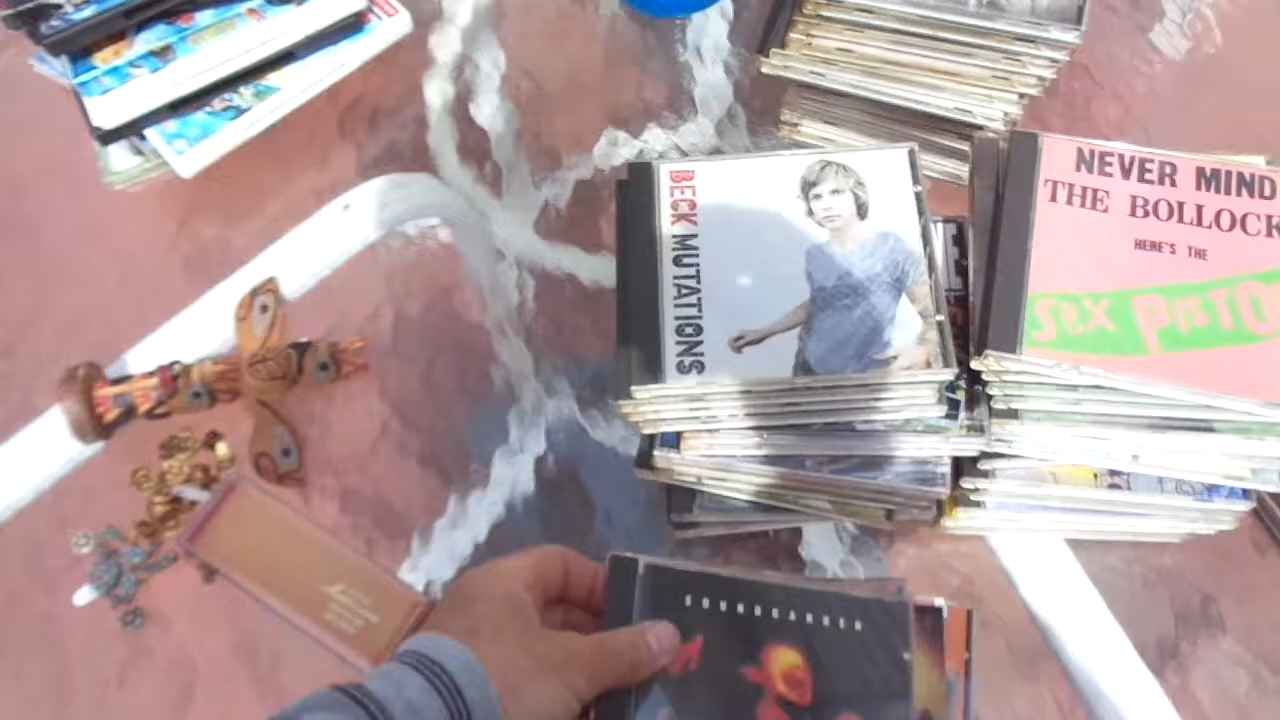 NEVER MIND
THE BOLLOCK
HERE'S THE
SEX PISTO
BECK MUTATIONS
SOUNDGARDEN